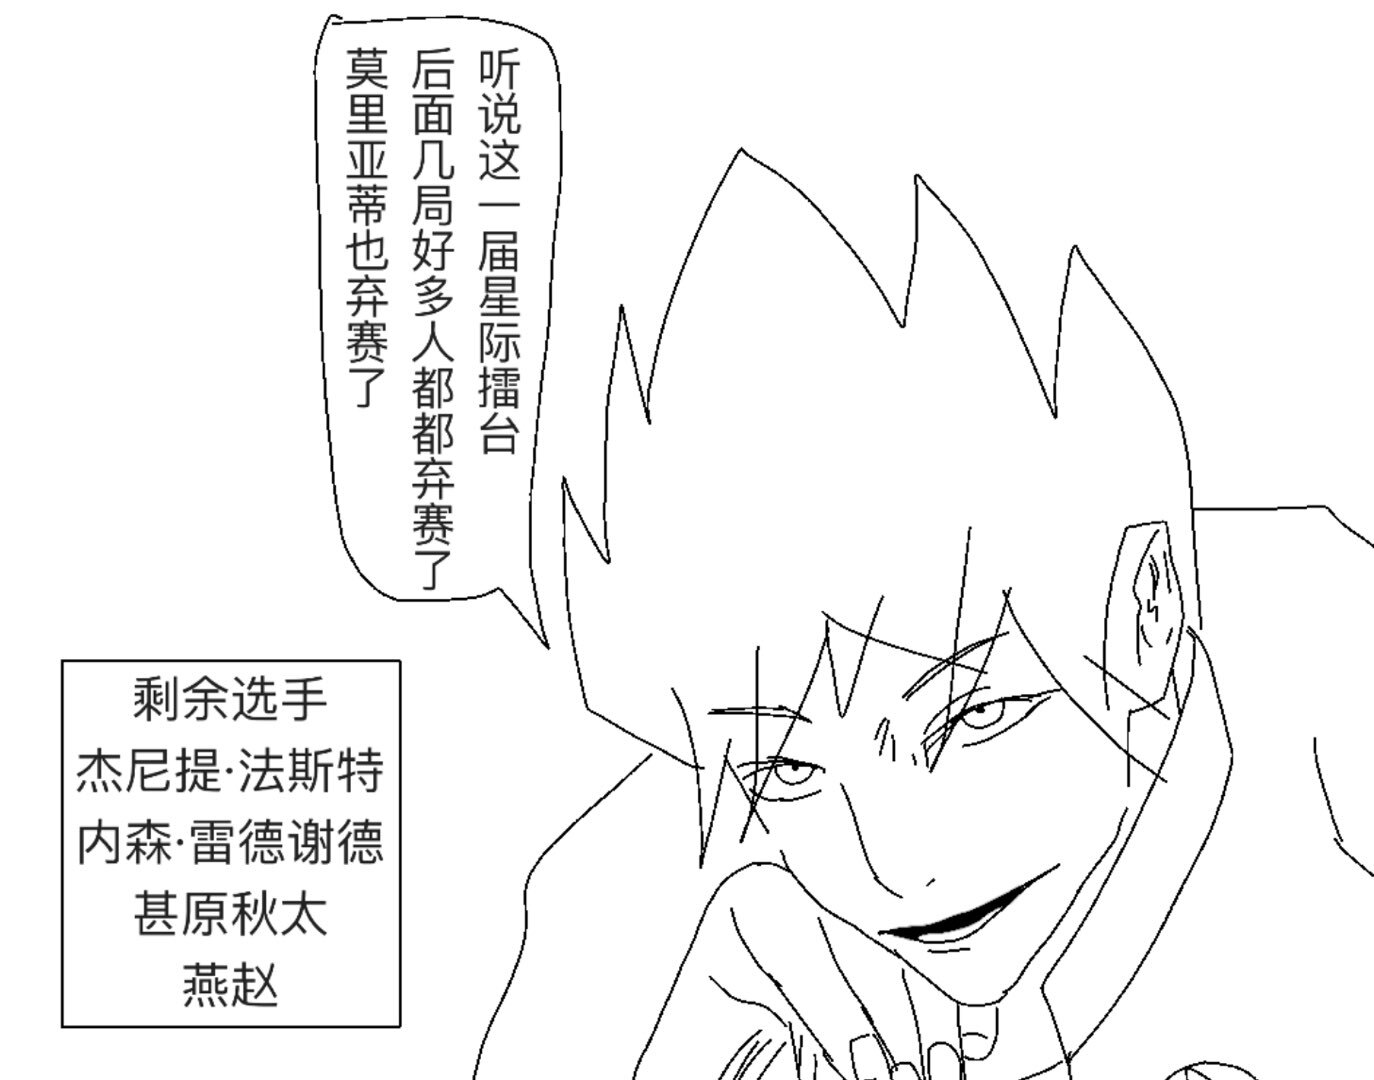 听说这一届星际擂台
后面几局好多人都都弃赛了
莫里亚蒂也弃赛了
剩余选手
杰尼提·法斯特
内森·雷德谢德
甚原秋太
燕赵